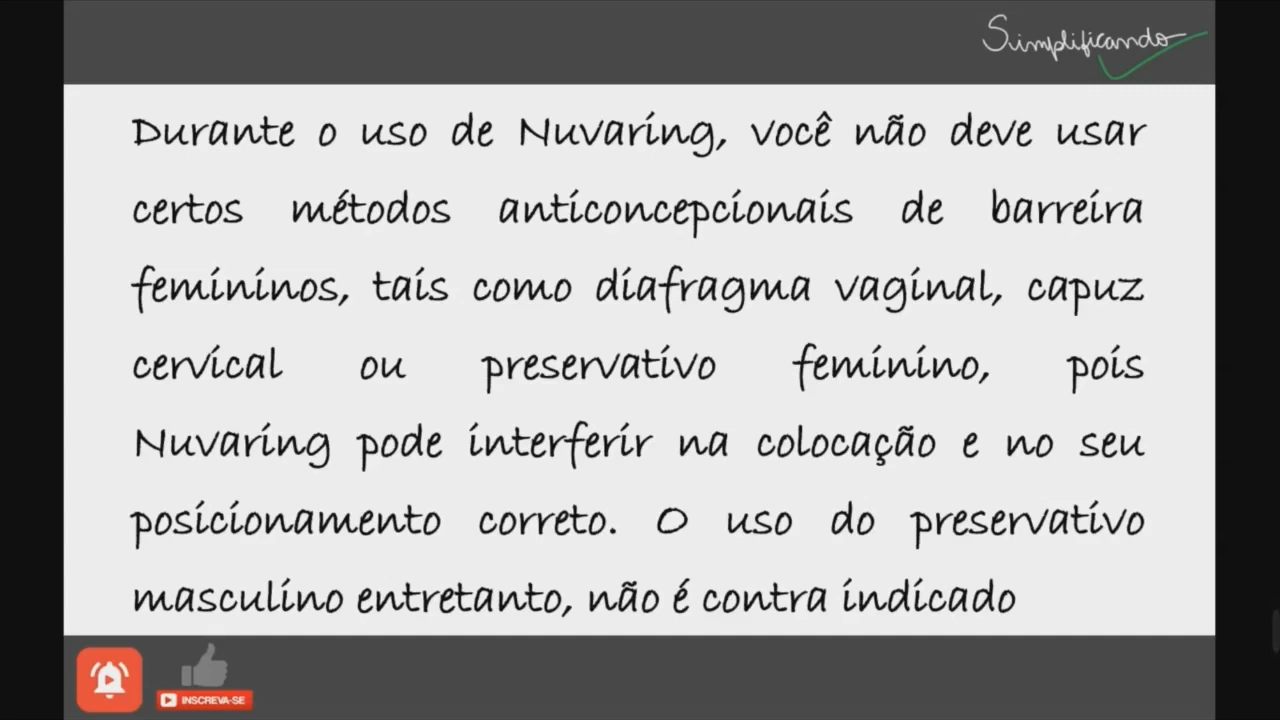 Simplificando
Durante o uso de Nuvaring, você não deve usar
certos métodos anticoncepcionais de barreira
femininos, tais como diafragma vaginal, capuz
cervical ou preservativo feminino, pois
Nuvaring pode interferir na colocação e no seu
posicionamento correto. O uso do preservativo
masculino entretanto, não é contra indicado
INSCREVA-SE